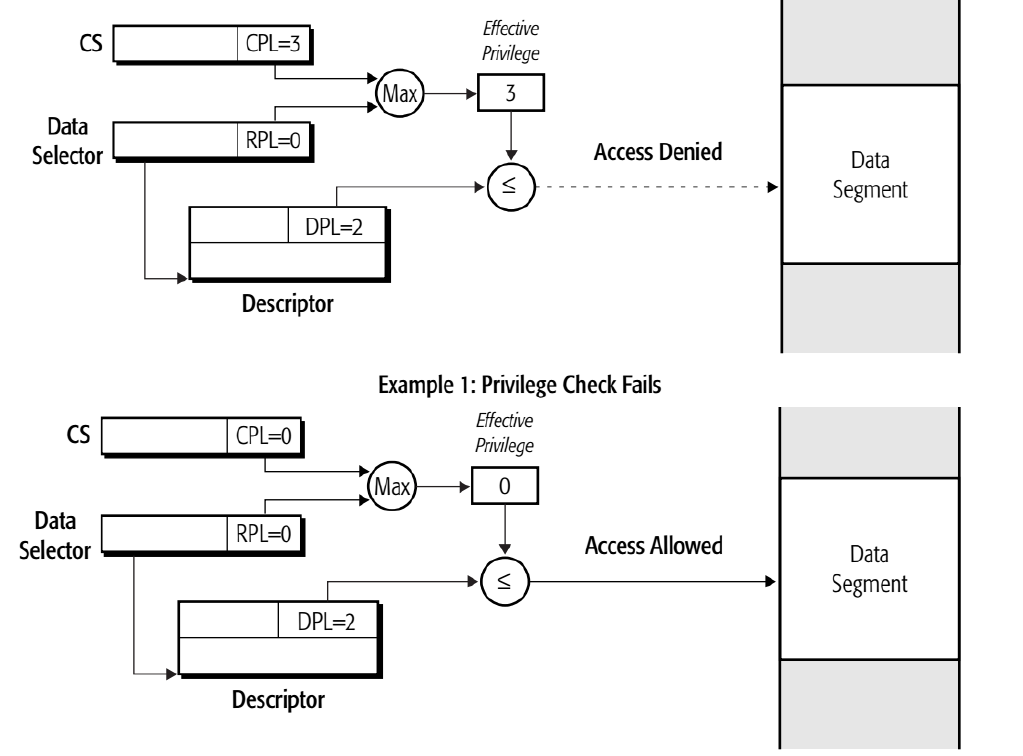 CS
CPL=3
Effective
Privilege
Max
3
Data
Selector
RPL=0
Access Denied
≤
Data
Segment
DPL=2
Descriptor
Example 1: Privilege Check Fails
CS
CPL=0
Effective
Privilege
Max
0
Data
Selector
RPL=0
Access Allowed
≤
Data
Segment
DPL=2
Descriptor